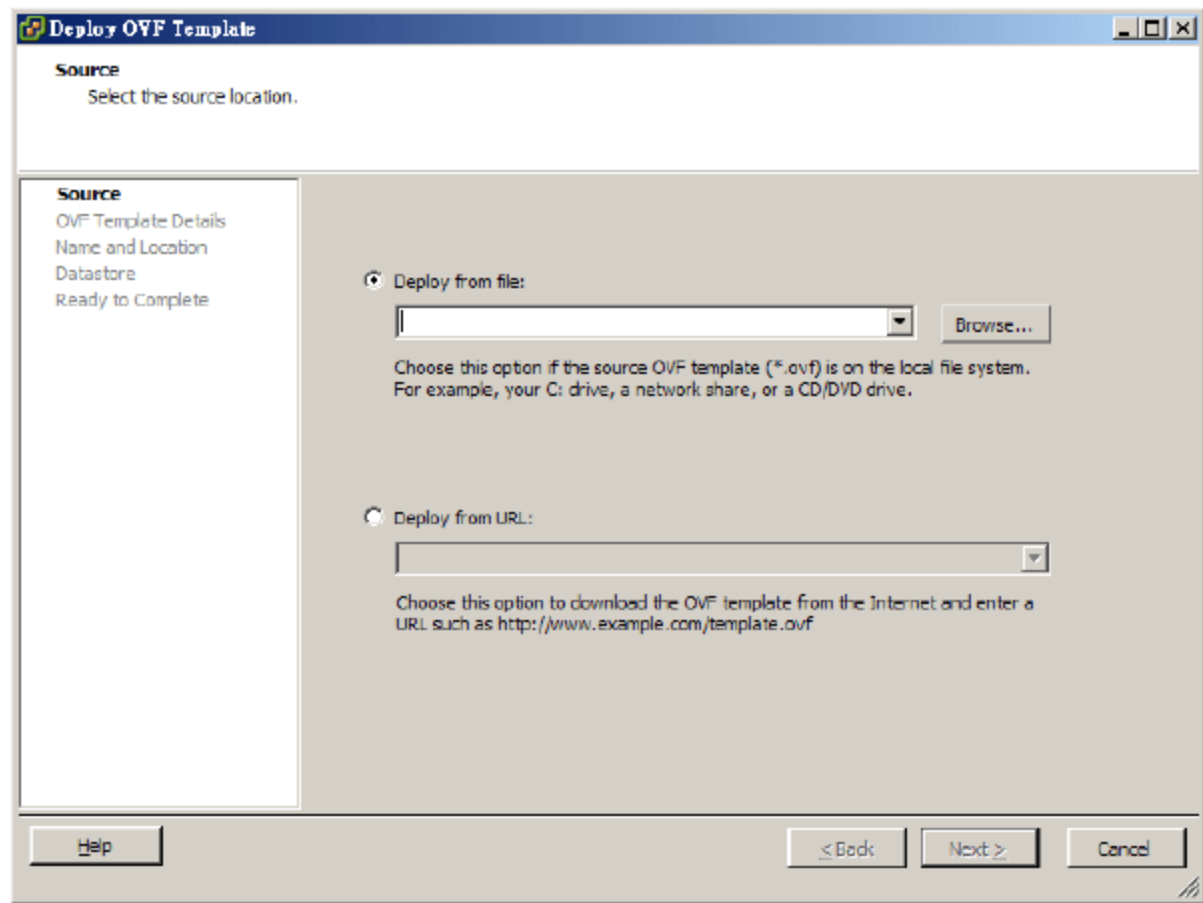 Deploy OVF Template
Source
Select the source location.
Source
OVF Template Details
Name and Location
Datastore
Ready to Complete
Deploy from file:
Browse...
Choose this option if the source OVF template (*.ovf) is on the local file system.
For example, your C: drive, a network share, or a CD/DVD drive.
Deploy from URL:
Choose this option to download the OVF template from the Internet and enter a
URL such as http://www.example.com/template.ovf
Help
< Back
Next >
Cancel